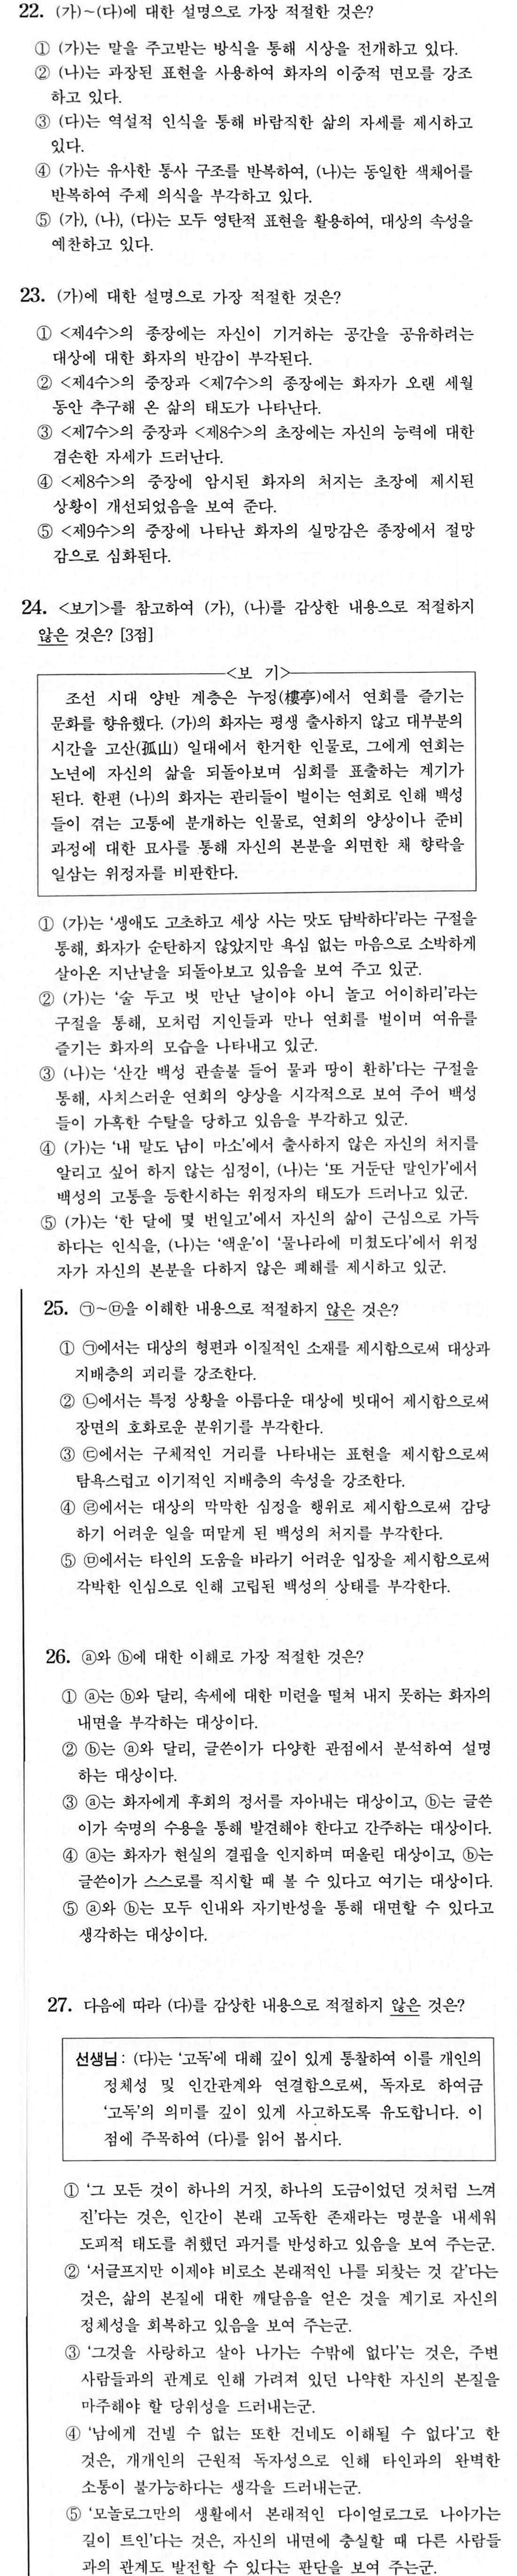 22. (가)~(다)에 대한 설명으로 가장 적절한 것은?
① (가)는 말을 주고받는 방식을 통해 시상을 전개하고 있다.
② (나)는 과장된 표현을 사용하여 화자의 이중적 면모를 강조
하고 있다.
③ (다)는 역설적 인식을 통해 바람직한 삶의 자세를 제시하고
있다.
④ (가)는 유사한 통사 구조를 반복하여, (나)는 동일한 색채어를
반복하여 주제 의식을 부각하고 있다.
⑤ (가), (나), (다)는 모두 영탄적 표현을 활용하여, 대상의 속성을
예찬하고 있다.
23. (가)에 대한 설명으로 가장 적절한 것은?
① <제4수>의 종장에는 자신이 기거하는 공간을 공유하려는
대상에 대한 화자의 반감이 부각된다.
② <제4수>의 중장과 <제7수>의 종장에는 화자가 오랜 세월
동안 추구해 온 삶의 태도가 나타난다.
③ <제7수>의 중장과 <제8수>의 초장에는 자신의 능력에 대한
겸손한 자세가 드러난다.
④ <제8수>의 중장에 암시된 화자의 처지는 초장에 제시된
상황이 개선되었음을 보여 준다.
⑤ <제9수>의 중장에 나타난 화자의 실망감은 종장에서 절망
감으로 심화된다.
24. <보기>를 참고하여 (가), (나)를 감상한 내용으로 적절하지
않은 것은? [3점]
<보 기>
조선 시대 양반 계층은 누정(樓亭)에서 연회를 즐기는
문화를 향유했다. (가)의 화자는 평생 출사하지 않고 대부분의
시간을 고산(孤山) 일대에서 한거한 인물로, 그에게 연회는
노년에 자신의 삶을 되돌아보며 심회를 표출하는 계기가
된다. 한편 (나)의 화자는 관리들이 벌이는 연회로 인해 백성
들이 겪는 고통에 분개하는 인물로, 연회의 양상이나 준비
과정에 대한 묘사를 통해 자신의 본분을 외면한 채 향락을
일삼는 위정자를 비판한다.
① (가)는 '생애도 고초하고 세상 사는 맛도 담박하다'라는 구절을
통해, 화자가 순탄하지 않았지만 욕심 없는 마음으로 소박하게
살아온 지난날을 되돌아보고 있음을 보여 주고 있군.
② (가)는 '술 두고 벗 만난 날이야 아니 놀고 어이하리'라는
구절을 통해, 모처럼 지인들과 만나 연회를 벌이며 여유를
즐기는 화자의 모습을 나타내고 있군.
③ (나)는 '산간 백성 관솔불 들어 물과 땅이 환하'다는 구절을
통해, 사치스러운 연회의 양상을 시각적으로 보여 주어 백성
들이 가혹한 수탈을 당하고 있음을 부각하고 있군.
④ (가)는 '내 말도 남이 마소'에서 출사하지 않은 자신의 처지를
알리고 싶어 하지 않는 심정이, (나)는 '또 거둔단 말인가'에서
백성의 고통을 등한시하는 위정자의 태도가 드러나고 있군.
⑤ (가)는 '한 달에 몇 번일고'에서 자신의 삶이 근심으로 가득
하다는 인식을, (나)는 '액운'이 '물나라에 미쳤도다'에서 위정
자가 자신의 본분을 다하지 않은 폐해를 제시하고 있군.
25. ㉠~㉤을 이해한 내용으로 적절하지 않은 것은?
① ㉠에서는 대상의 형편과 이질적인 소재를 제시함으로써 대상과
지배층의 괴리를 강조한다.
② ㉡에서는 특정 상황을 아름다운 대상에 빗대어 제시함으로써
장면의 호화로운 분위기를 부각한다.
③ ㉢에서는 구체적인 거리를 나타내는 표현을 제시함으로써
탐욕스럽고 이기적인 지배층의 속성을 강조한다.
④ ㉣에서는 대상의 막막한 심정을 행위로 제시함으로써 감당
하기 어려운 일을 떠맡게 된 백성의 처지를 부각한다.
⑤ ㉤에서는 타인의 도움을 바라기 어려운 입장을 제시함으로써
각박한 인심으로 인해 고립된 백성의 상태를 부각한다.
26. ⓐ와 ⓑ에 대한 이해로 가장 적절한 것은?
① ⓐ는 ⓑ와 달리, 속세에 대한 미련을 떨쳐 내지 못하는 화자의
내면을 부각하는 대상이다.
② ⓑ는 ⓐ와 달리, 글쓴이가 다양한 관점에서 분석하여 설명
하는 대상이다.
③ ⓐ는 화자에게 후회의 정서를 자아내는 대상이고, ⓑ는 글쓴
이가 숙명의 수용을 통해 발견해야 한다고 간주하는 대상이다.
④ ⓐ는 화자가 현실의 결핍을 인지하며 떠올린 대상이고, ⓑ는
글쓴이가 스스로를 직시할 때 볼 수 있다고 여기는 대상이다.
⑤ ⓐ와 ⓑ는 모두 인내와 자기반성을 통해 대면할 수 있다고
생각하는 대상이다.
27. 다음에 따라 (다)를 감상한 내용으로 적절하지 않은 것은?
선생님 : (다)는 '고독'에 대해 깊이 있게 통찰하여 이를 개인의
정체성 및 인간관계와 연결함으로써, 독자로 하여금
'고독'의 의미를 깊이 있게 사고하도록 유도합니다. 이
점에 주목하여 (다)를 읽어 봅시다.
① '그 모든 것이 하나의 거짓, 하나의 도금이었던 것처럼 느껴
진'다는 것은, 인간이 본래 고독한 존재라는 명분을 내세워
도피적 태도를 취했던 과거를 반성하고 있음을 보여 주는군.
② '서글프지만 이제야 비로소 본래적인 나를 되찾는 것 같'다는
것은, 삶의 본질에 대한 깨달음을 얻은 것을 계기로 자신의
정체성을 회복하고 있음을 보여 주는군.
③ '그것을 사랑하고 살아 나가는 수밖에 없다'는 것은, 주변
사람들과의 관계로 인해 가려져 있던 나약한 자신의 본질을
마주해야 할 당위성을 드러내는군.
④ '남에게 건넬 수 없는 또한 건네도 이해될 수 없다'고 한
것은, 개개인의 근원적 독자성으로 인해 타인과의 완벽한
소통이 불가능하다는 생각을 드러내는군.
⑤ '모놀로그만의 생활에서 본래적인 다이얼로그로 나아가는
길이 트인'다는 것은, 자신의 내면에 충실할 때 다른 사람들
과의 관계도 발전할 수 있다는 판단을 보여 주는군.